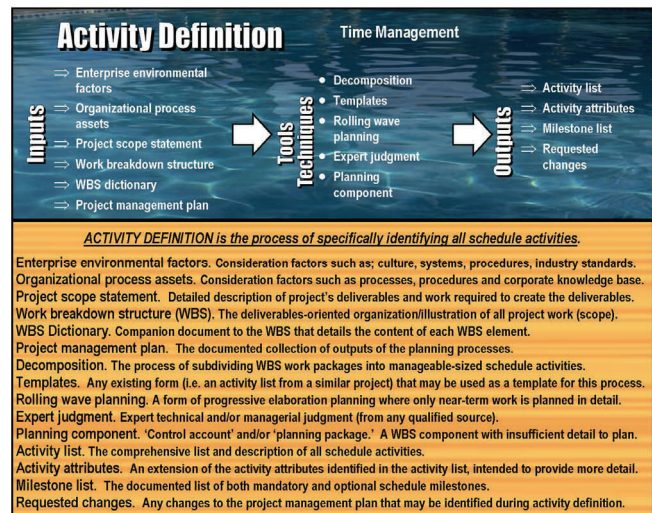 Activity Definition
Time Management
Inputs
⇒ Enterprise environmental
factors
⇒ Organizational process
assets
⇒ Project scope statement
⇒ Work breakdown structure
⇒ WBS dictionary
⇒ Project management plan
Tools
Techniques
• Decomposition
• Templates
• Rolling wave
planning
• Expert judgment
• Planning
component
Outputs
⇒ Activity list
⇒ Activity attributes
⇒ Milestone list
⇒ Requested
changes
ACTIVITY DEFINITION is the process of specifically identifying all schedule activities.
Enterprise environmental factors. Consideration factors such as; culture, systems, procedures, industry standards.
Organizational process assets. Consideration factors such as processes, procedures and corporate knowledge base.
Project scope statement. Detailed description of project's deliverables and work required to create the deliverables.
Work breakdown structure (WBS). The deliverables-oriented organization/illustration of all project work (scope).
WBS Dictionary. Companion document to the WBS that details the content of each WBS element.
Project management plan. The documented collection of outputs of the planning processes.
Decomposition. The process of subdividing WBS work packages into manageable-sized schedule activities.
Templates. Any existing form (i.e. an activity list from a similar project) that may be used as a template for this process.
Rolling wave planning. A form of progressive elaboration planning where only near-term work is planned in detail.
Expert judgment. Expert technical and/or managerial judgment (from any qualified source).
Planning component. 'Control account' and/or 'planning package.' A WBS component with insufficient detail to plan.
Activity list. The comprehensive list and description of all schedule activities.
Activity attributes. An extension of the activity attributes identified in the activity list, intended to provide more detail.
Milestone list. The documented list of both mandatory and optional schedule milestones.
Requested changes. Any changes to the project management plan that may be identified during activity definition.